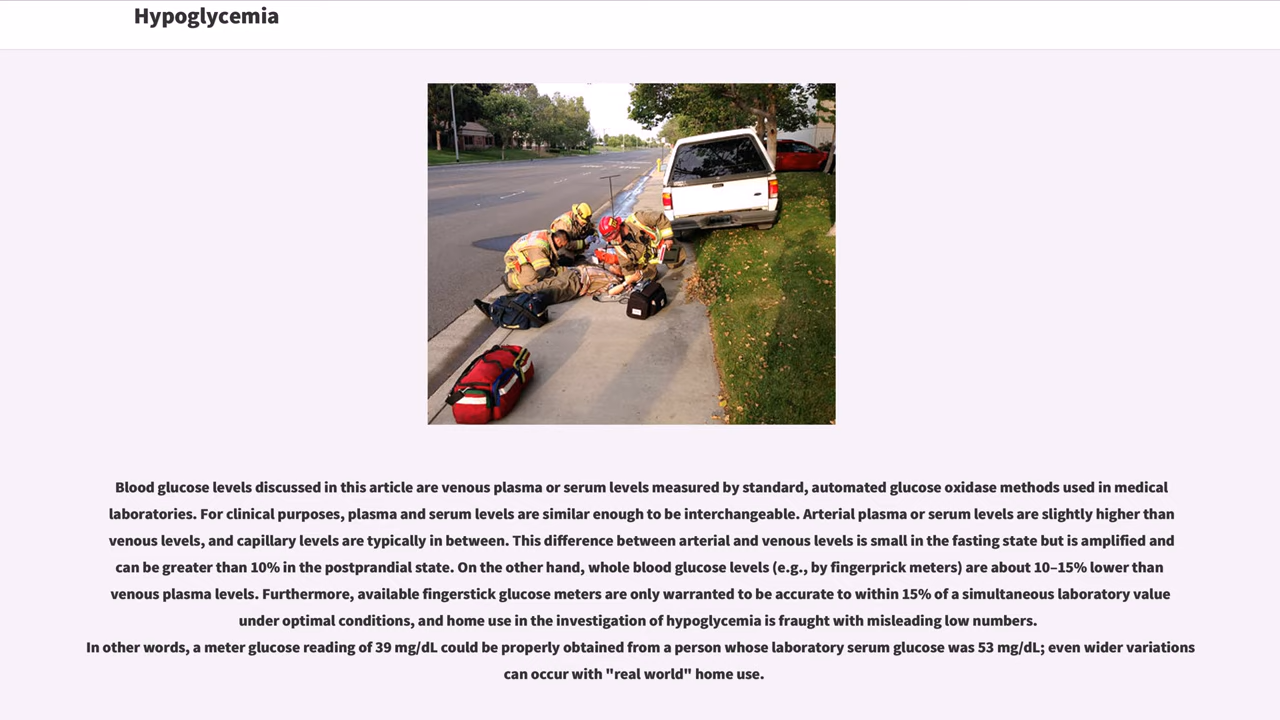 Hypoglycemia
Blood glucose levels discussed in this article are venous plasma or serum levels measured by standard, automated glucose oxidase methods used in medical
laboratories. For clinical purposes, plasma and serum levels are similar enough to be interchangeable. Arterial plasma or serum levels are slightly higher than
venous levels, and capillary levels are typically in between. This difference between arterial and venous levels is small in the fasting state but is amplified and
can be greater than 10% in the postprandial state. On the other hand, whole blood glucose levels (e.g., by fingerprick meters) are about 10–15% lower than
venous plasma levels. Furthermore, available fingerstick glucose meters are only warranted to be accurate to within 15% of a simultaneous laboratory value
under optimal conditions, and home use in the investigation of hypoglycemia is fraught with misleading low numbers.
In other words, a meter glucose reading of 39 mg/dL could be properly obtained from a person whose laboratory serum glucose was 53 mg/dL; even wider variations
can occur with "real world" home use.